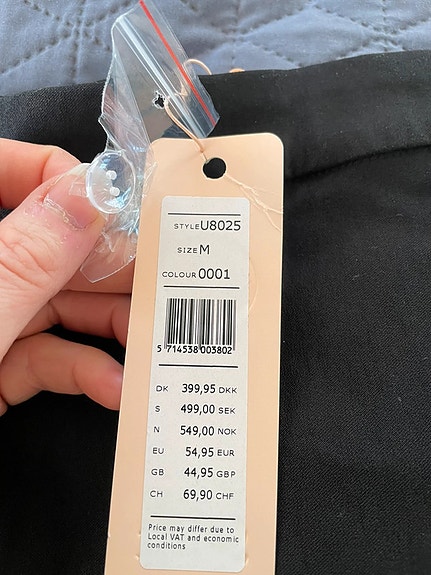 STYLE U8025
SIZE M
COLOUR 0001
5 714538 003802
DK 399,95 DKK
S 499,00 SEK
N 549,00 NOK
EU 54,95 EUR
GB 44,95 GBP
CH 69,90 CHF
Price may differ due to
Local VAT and economic
conditions